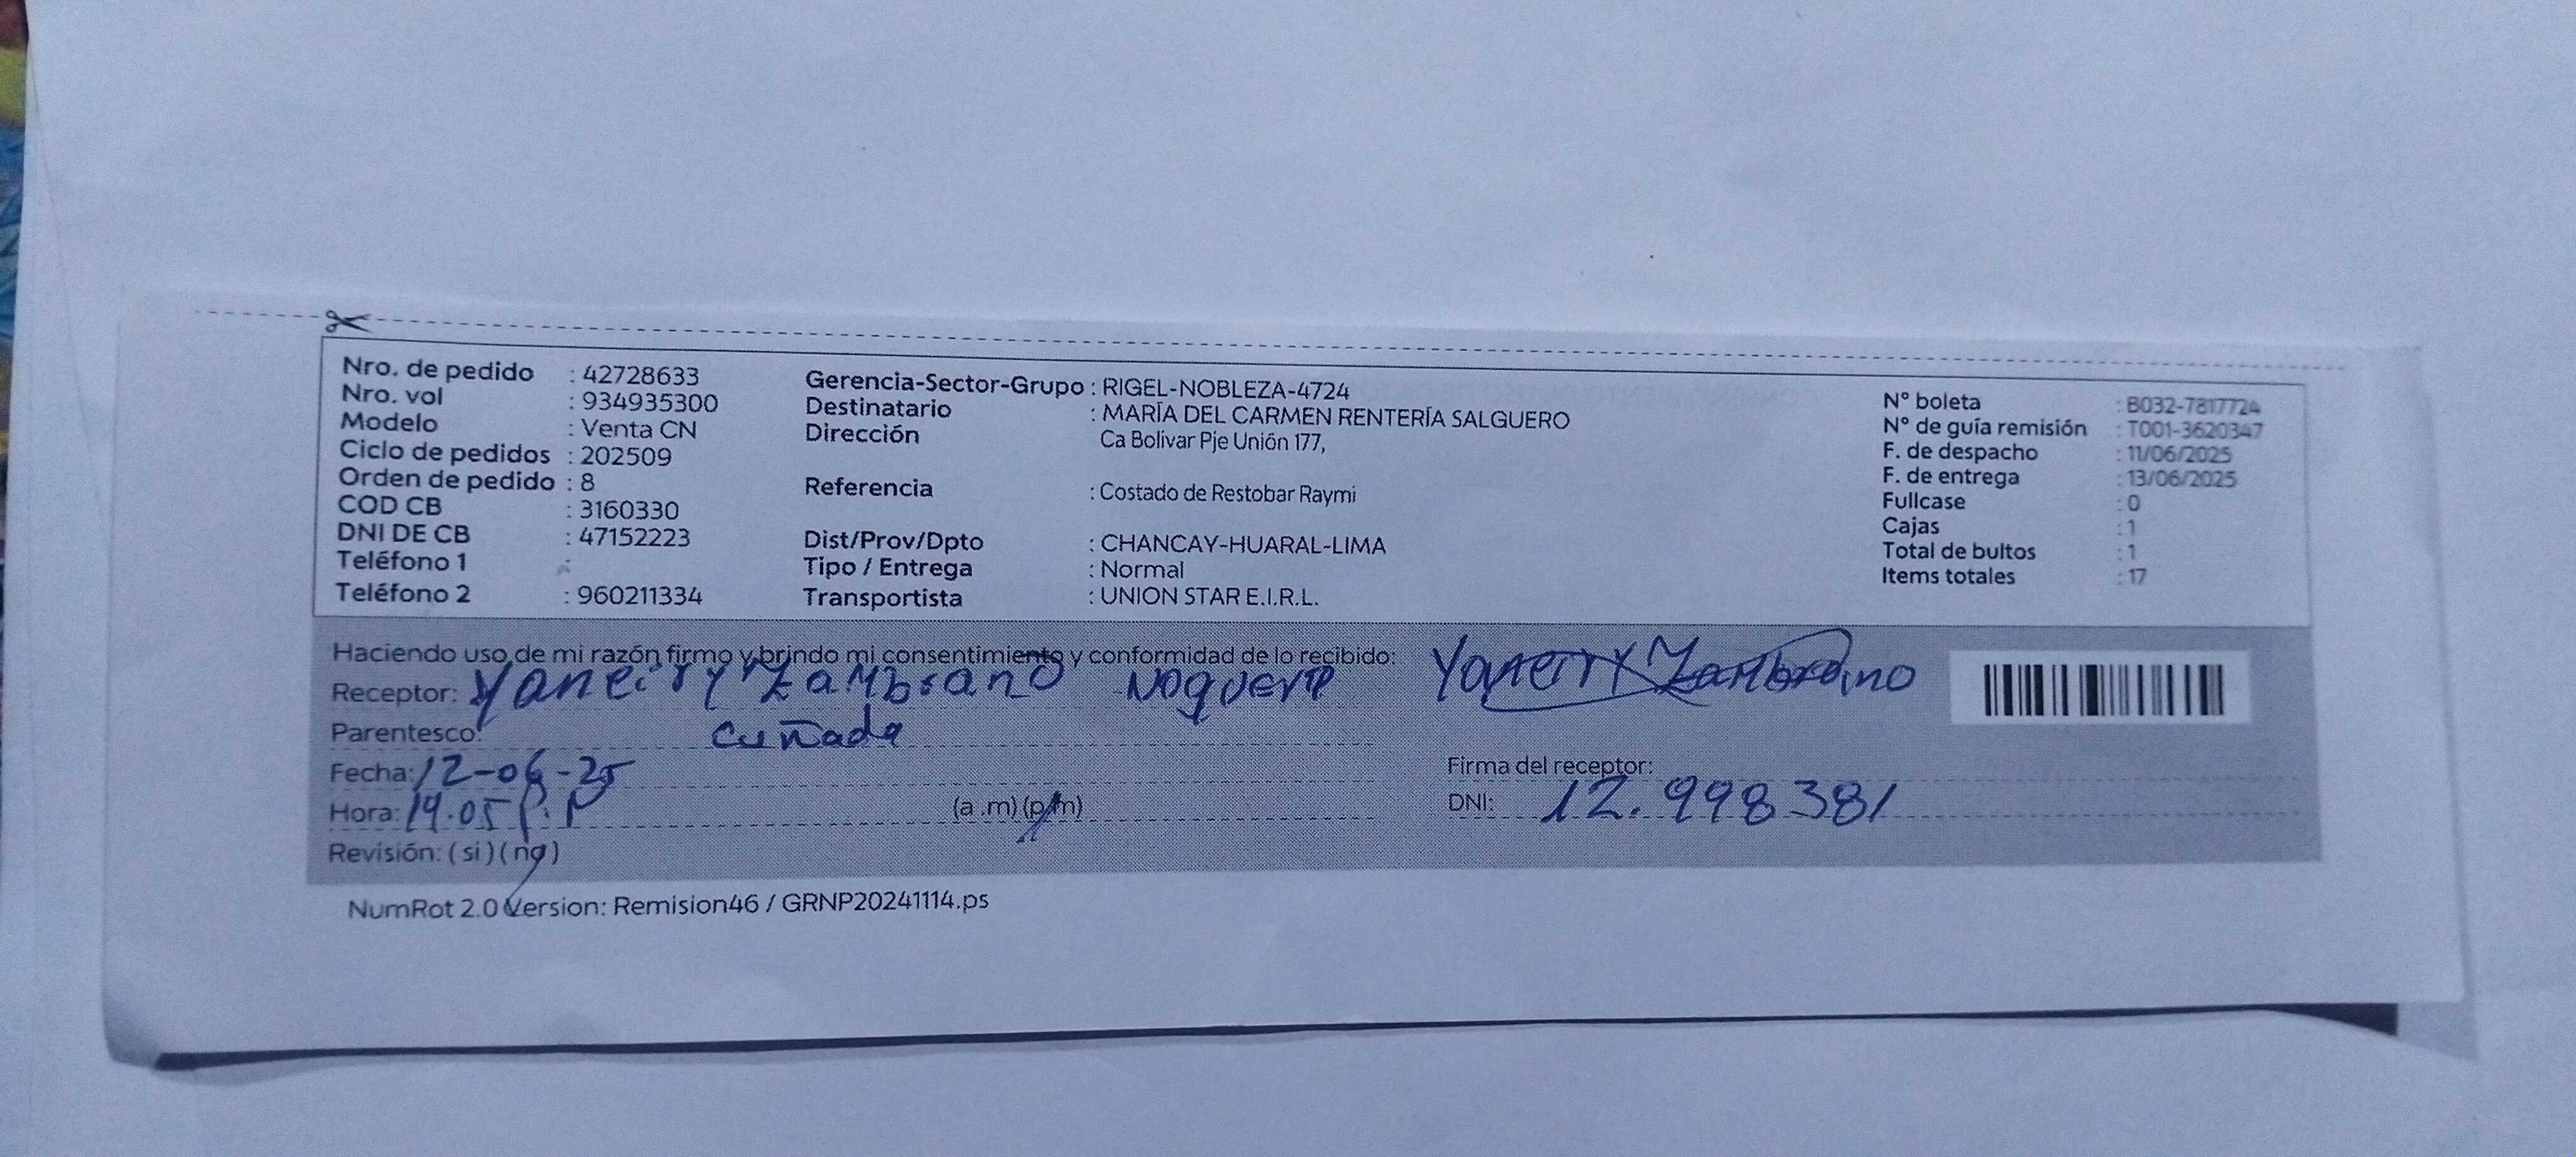 Nro. de pedido : 42728633
Nro. vol : 934935300
Modelo : Venta CN
Ciclo de pedidos : 202509
Orden de pedido : 8
COD CB : 3160330
DNI DE CB : 47152223
Teléfono 1 :
Teléfono 2 : 960211334
Gerencia-Sector-Grupo : RIGEL-NOBLEZA-4724
Destinatario : MARÍA DEL CARMEN RENTERÍA SALGUERO
Dirección Ca Bolivar Pje Unión 177,
Referencia : Costado de Restobar Raymi
Dist/Prov/Dpto : CHANCAY-HUARAL-LIMA
Tipo / Entrega : Normal
Transportista : UNION STAR E.I.R.L.
N° boleta : B032-7817724
N° de guía remisión : T001-3620347
F. de despacho : 11/06/2025
F. de entrega : 13/06/2025
Fullcase : 0
Cajas : 1
Total de bultos : 1
Items totales : 17
Haciendo uso de mi razón firmo y brindo mi consentimiento y conformidad de lo recibido:
Receptor: Yaneiry Zambrano Noguera
Parentesco: cuñada
Fecha: 12-06-25
Hora: 19.05 (a .m) (p.m)
Revisión: ( si ) ( no )
Zambrano
Firma del receptor:
DNI: 12.998381
NumRot 2.0 Version: Remision46 / GRNP20241114.ps